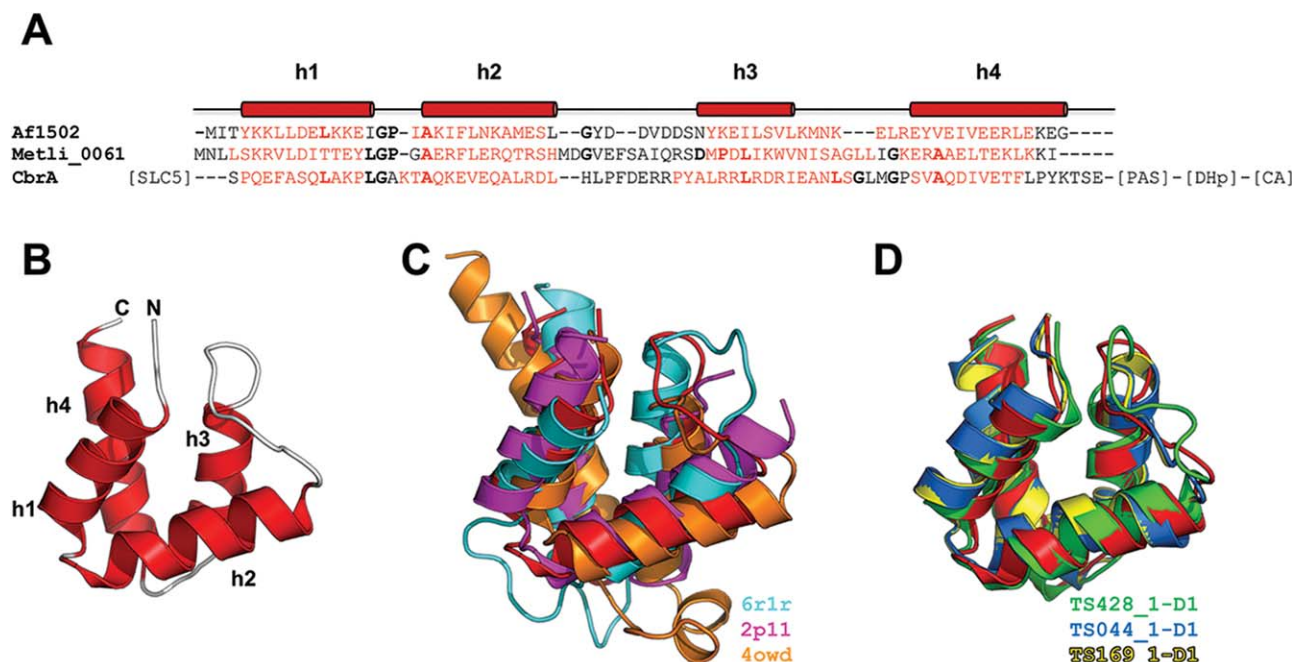 A
h1 h2 h3 h4
Af1502 -MITYKKLLDELKKEIGP-IAKIFLNKAMESL--GYD--DVDDSNYKEILSVLKMNK---ELREYVEIVEERLEKEG----
Metli_0061 MNLLSKRVLDITTEYLGP-GAERFLERQTRSHMDGVEFSAIQRSDMPDLIKWVNISAGLLIGKERAAELTEKLKKI-----
CbrA [SLC5]---SPQEFASQLAKPLGAKTAQKEVEQALRDL--HLPFDERRPYALRRLRDRIEANLSGLMGPSVAQDIVETFLPYKTSE-[PAS]-[DHp]-[CA]
B C D
C N
h4
h3
h1
h2
6r1r
2p11
4owd
TS428_1-D1
TS044_1-D1
TS169_1-D1